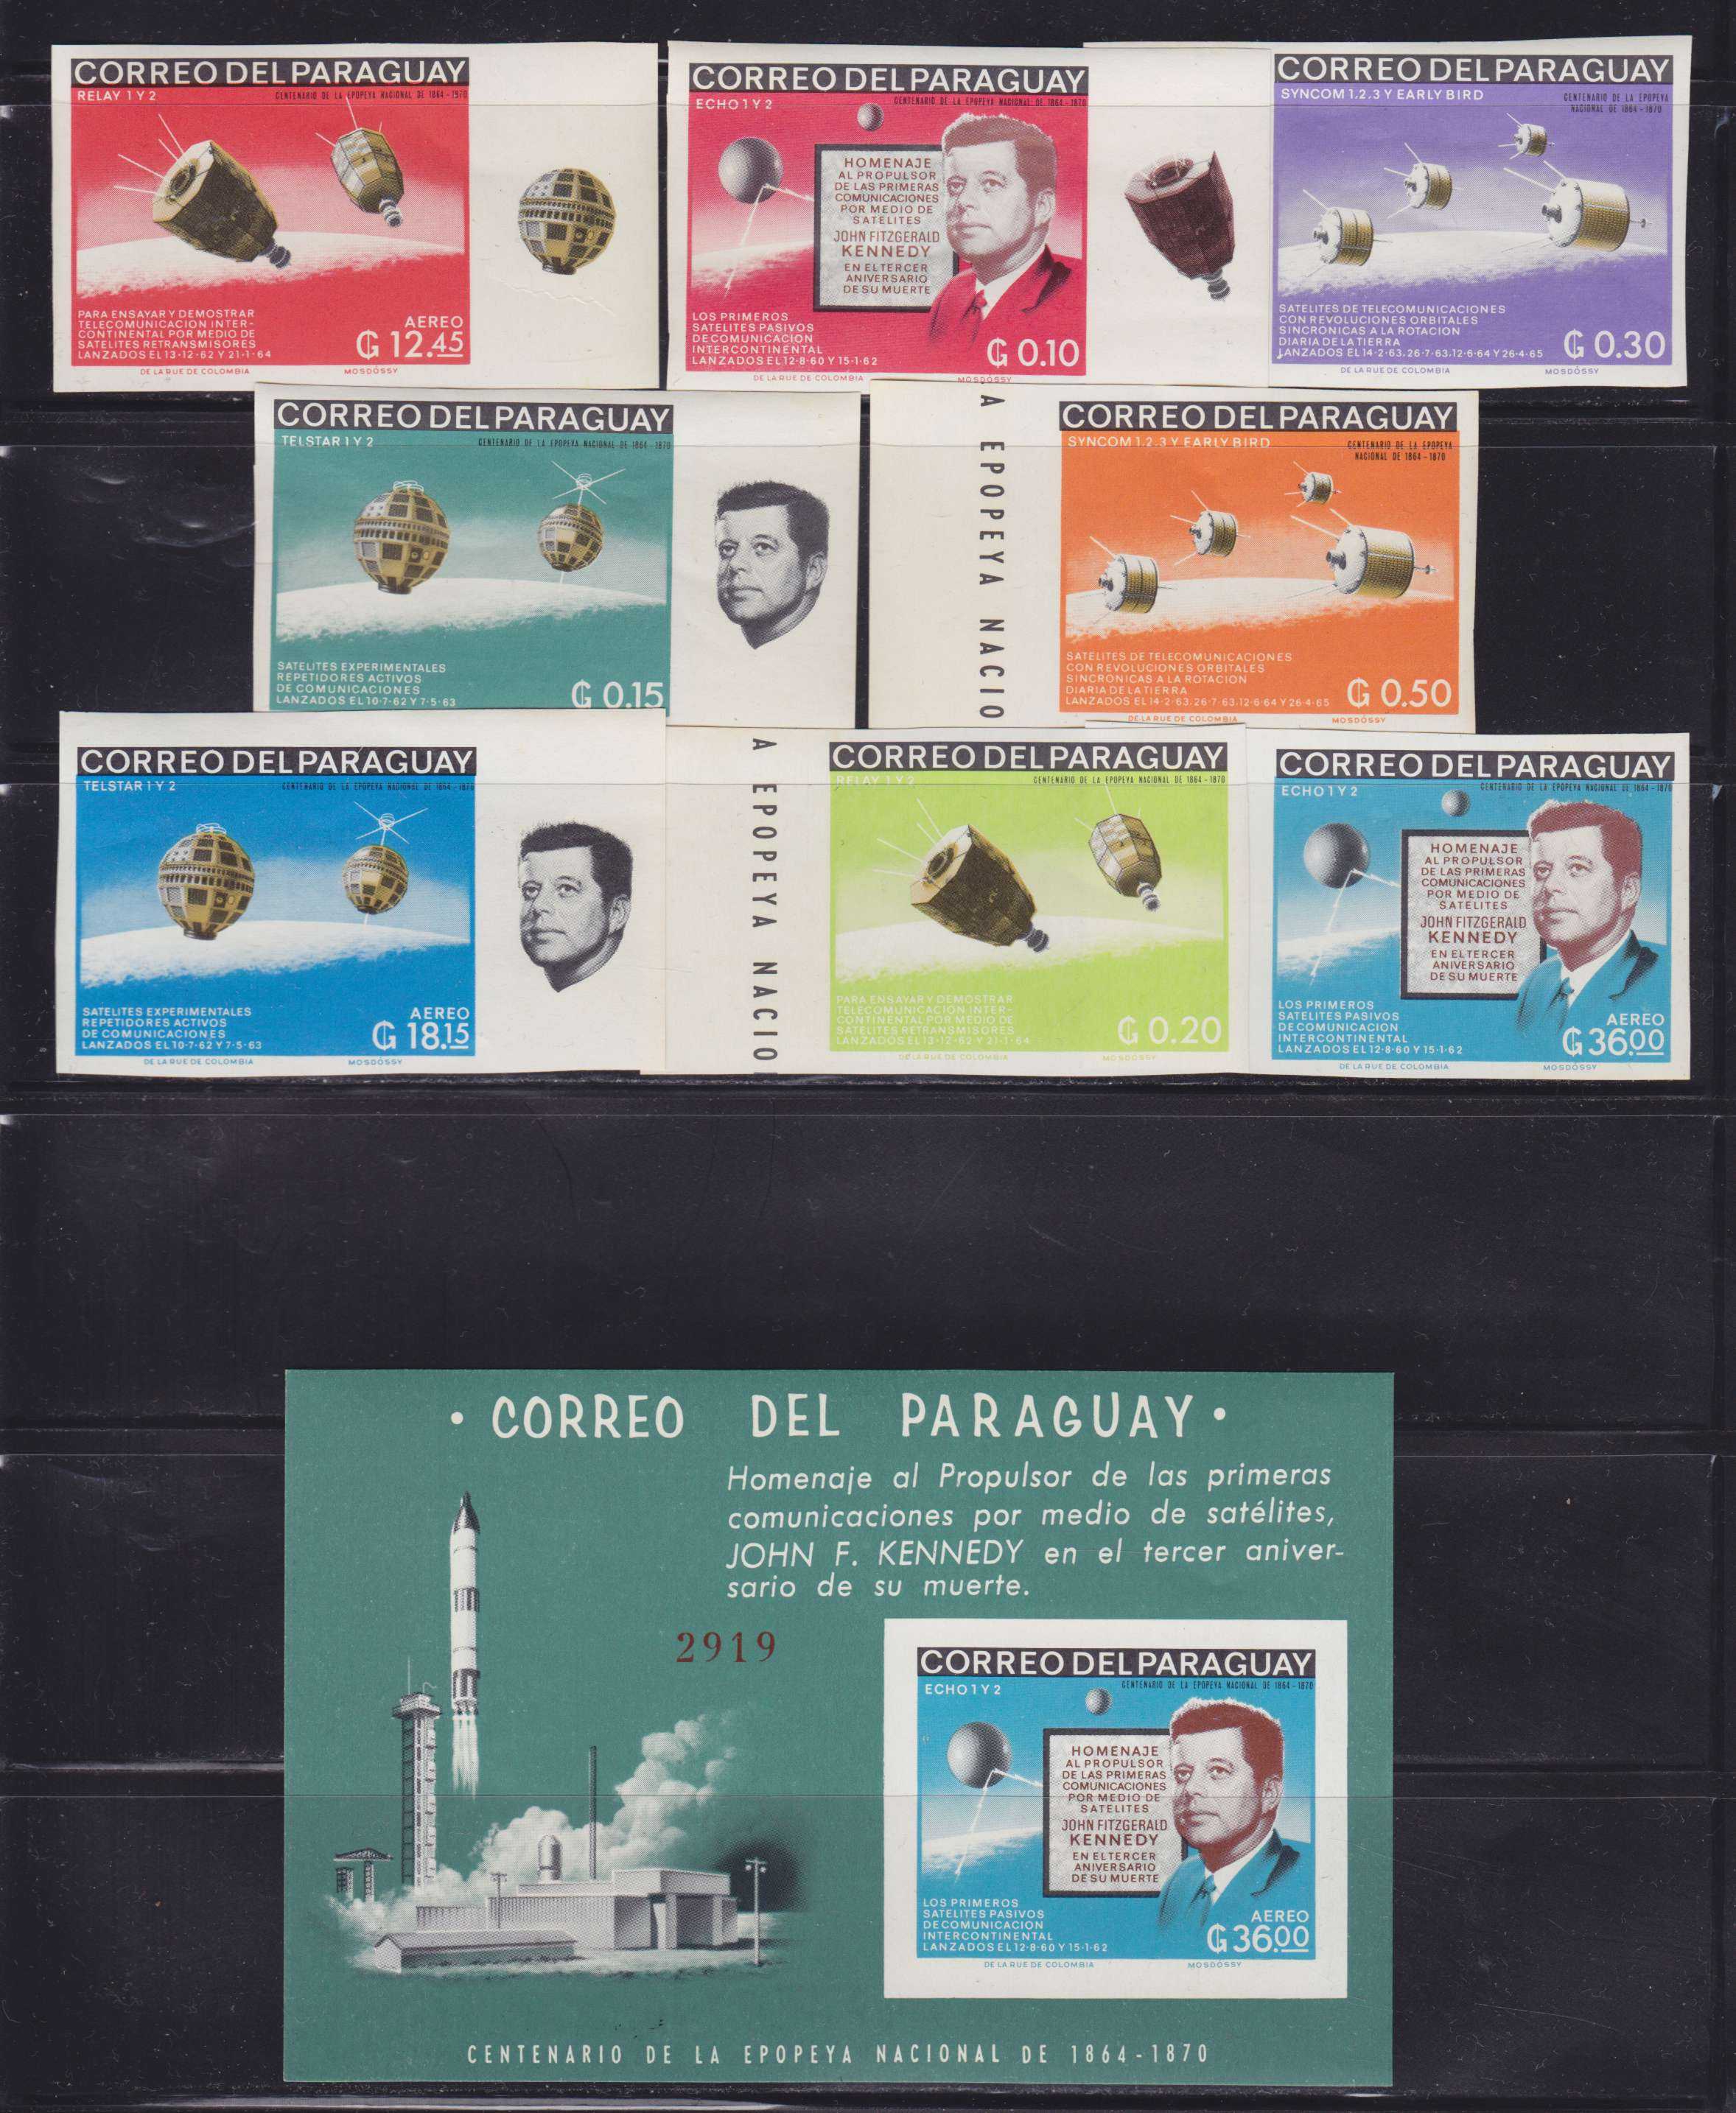 CORREO DEL PARAGUAY
RELAY 1 Y 2
CENTENARIO DE LA EPOPEYA NACIONAL DE 1864-1870
PARA ENSAYAR Y DEMOSTRAR
TELECOMUNICACION INTER-
CONTINENTAL POR MEDIO DE
SATELITES RETRANSMISORES
LANZADOS EL 13·12·62 Y 21·1·64
AEREO
₲ 12.45
DE LA RUE DE COLOMBIA
MOSDÓSSY
CORREO DEL PARAGUAY
ECHO 1 Y 2
CENTENARIO DE LA EPOPEYA NACIONAL DE 1864-1870
HOMENAJE
AL PROPULSOR
DE LAS PRIMERAS
COMUNICACIONES
POR MEDIO DE
SATELITES
JOHN FITZGERALD
KENNEDY
EN EL TERCER
ANIVERSARIO
DE SU MUERTE
LOS PRIMEROS
SATELITES PASIVOS
DE COMUNICACION
INTERCONTINENTAL
LANZADOS EL 12·8·60 Y 15·1·62
₲ 0.10
DE LA RUE DE COLOMBIA
MOSDÓSSY
CORREO DEL PARAGUAY
SYNCOM 1.2.3 Y EARLY BIRD
CENTENARIO DE LA EPOPEYA
NACIONAL DE 1864-1870
SATELITES DE TELECOMUNICACIONES
CON REVOLUCIONES ORBITALES
SINCRONICAS A LA ROTACION
DIARIA DE LA TIERRA
LANZADOS EL 14·2·63.26·7·63.12·6·64 Y 26·4·65
₲ 0.30
DE LA RUE DE COLOMBIA
MOSDÓSSY
CORREO DEL PARAGUAY
TELSTAR 1 Y 2
CENTENARIO DE LA EPOPEYA NACIONAL DE 1864-1870
SATELITES EXPERIMENTALES
REPETIDORES ACTIVOS
DE COMUNICACIONES
LANZADOS EL 10·7·62 Y 7·5·63
₲ 0.15
A EPOPEYA NACIO
CORREO DEL PARAGUAY
SYNCOM 1.2.3 Y EARLY BIRD
CENTENARIO DE LA EPOPEYA
NACIONAL DE 1864-1870
SATELITES DE TELECOMUNICACIONES
CON REVOLUCIONES ORBITALES
SINCRONICAS A LA ROTACION
DIARIA DE LA TIERRA
LANZADOS EL 14·2·63.26·7·63.12·6·64 Y 26·4·65
₲ 0.50
DE LA RUE DE COLOMBIA
MOSDÓSSY
CORREO DEL PARAGUAY
TELSTAR 1 Y 2
CENTENARIO DE LA EPOPEYA NACIONAL DE 1864-1870
SATELITES EXPERIMENTALES
REPETIDORES ACTIVOS
DE COMUNICACIONES
LANZADOS EL 10·7·62 Y 7·5·63
AEREO
₲ 18.15
DE LA RUE DE COLOMBIA
MOSDÓSSY
A EPOPEYA NACIO
CORREO DEL PARAGUAY
RELAY 1 Y 2
CENTENARIO DE LA EPOPEYA NACIONAL DE 1864-1870
PARA ENSAYAR Y DEMOSTRAR
TELECOMUNICACION INTER-
CONTINENTAL POR MEDIO DE
SATELITES RETRANSMISORES
LANZADOS EL 13·12·62 Y 21·1·64
₲ 0.20
DE LA RUE DE COLOMBIA
MOSDÓSSY
CORREO DEL PARAGUAY
ECHO 1 Y 2
CENTENARIO DE LA EPOPEYA NACIONAL DE 1864-1870
HOMENAJE
AL PROPULSOR
DE LAS PRIMERAS
COMUNICACIONES
POR MEDIO DE
SATELITES
JOHN FITZGERALD
KENNEDY
EN EL TERCER
ANIVERSARIO
DE SU MUERTE
LOS PRIMEROS
SATELITES PASIVOS
DE COMUNICACION
INTERCONTINENTAL
LANZADOS EL 12·8·60 Y 15·1·62
AEREO
₲ 36.00
DE LA RUE DE COLOMBIA
MOSDÓSSY
• CORREO DEL PARAGUAY •
Homenaje al Propulsor de las primeras
comunicaciones por medio de satélites,
JOHN F. KENNEDY en el tercer aniver-
sario de su muerte.
2919
CORREO DEL PARAGUAY
ECHO 1 Y 2
CENTENARIO DE LA EPOPEYA NACIONAL DE 1864-1870
HOMENAJE
AL PROPULSOR
DE LAS PRIMERAS
COMUNICACIONES
POR MEDIO DE
SATELITES
JOHN FITZGERALD
KENNEDY
EN EL TERCER
ANIVERSARIO
DE SU MUERTE
LOS PRIMEROS
SATELITES PASIVOS
DE COMUNICACION
INTERCONTINENTAL
LANZADOS EL 12·8·60 Y 15·1·62
AEREO
₲ 36.00
DE LA RUE DE COLOMBIA
MOSDÓSSY
CENTENARIO DE LA EPOPEYA NACIONAL DE 1864-1870